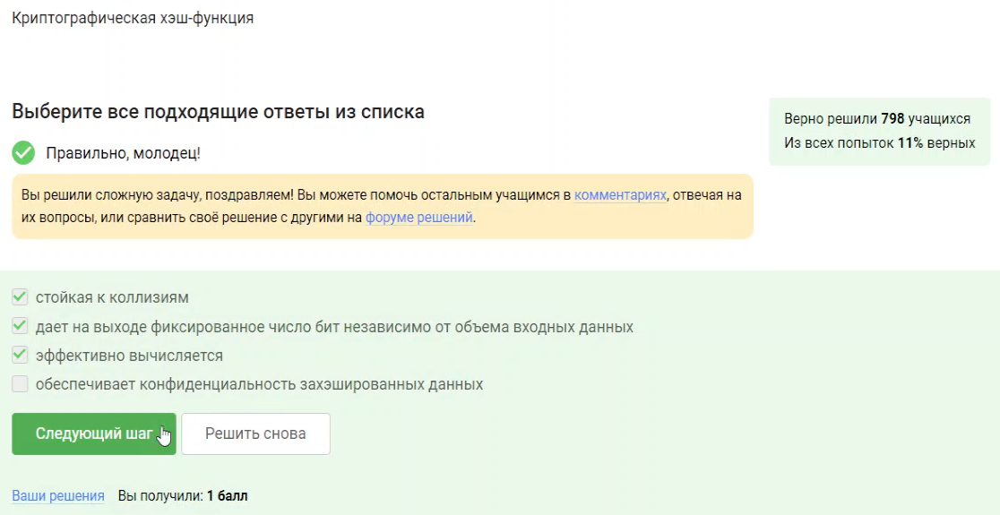 Криптографическая хэш-функция
Выберите все подходящие ответы из списка
Верно решили 798 учащихся
Из всех попыток 11% верных
Правильно, молодец!
Вы решили сложную задачу, поздравляем! Вы можете помочь остальным учащимся в комментариях, отвечая на
их вопросы, или сравнить своё решение с другими на форуме решений.
стойкая к коллизиям
дает на выходе фиксированное число бит независимо от объема входных данных
эффективно вычисляется
обеспечивает конфиденциальность захэшированных данных
Следующий шаг
Решить снова
Ваши решения Вы получили: 1 балл